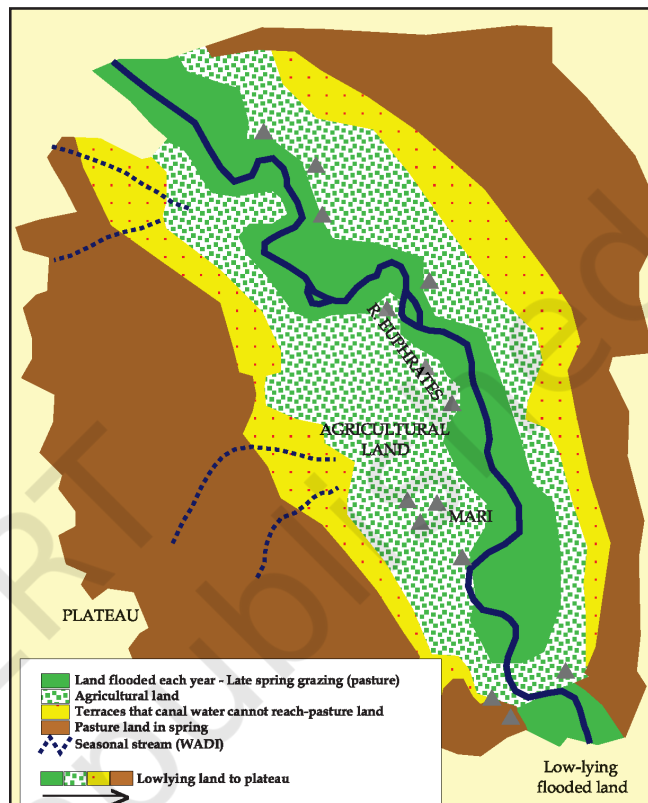 R. EUPHRATES
AGRICULTURAL
LAND
MARI
PLATEAU
Land flooded each year - Late spring grazing (pasture)
Agricultural land
Terraces that canal water cannot reach-pasture land
Pasture land in spring
Seasonal stream (WADI)
Lowlying land to plateau
Low-lying
flooded land